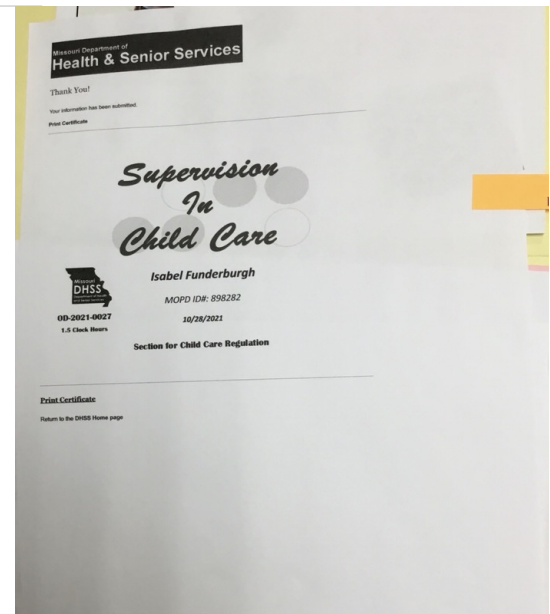 Missouri Department of
Health & Senior Services
Thank You!
Your information has been submitted.
Print Certificate
Supervision
In
Child Care
Isabel Funderburgh
MOPD ID#: 898282
10/28/2021
Missouri
DHSS
OD-2021-0027
1.5 Clock Hours
Section for Child Care Regulation
Print Certificate
Return to the DHSS Home page